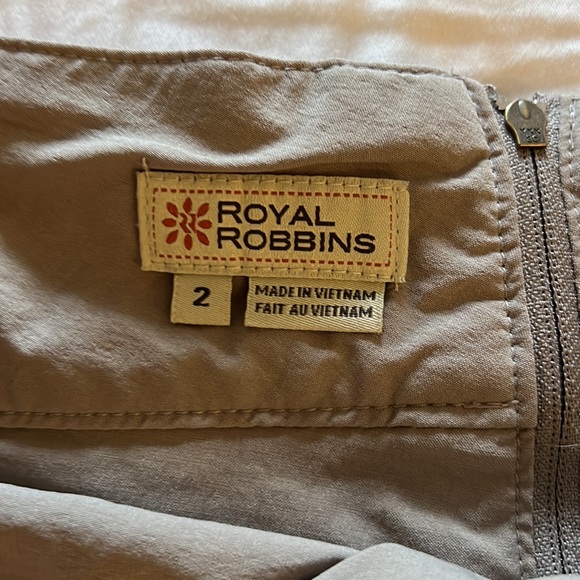 ROYAL
ROBBINS
2
MADE IN VIETNAM
FAIT AU VIETNAM